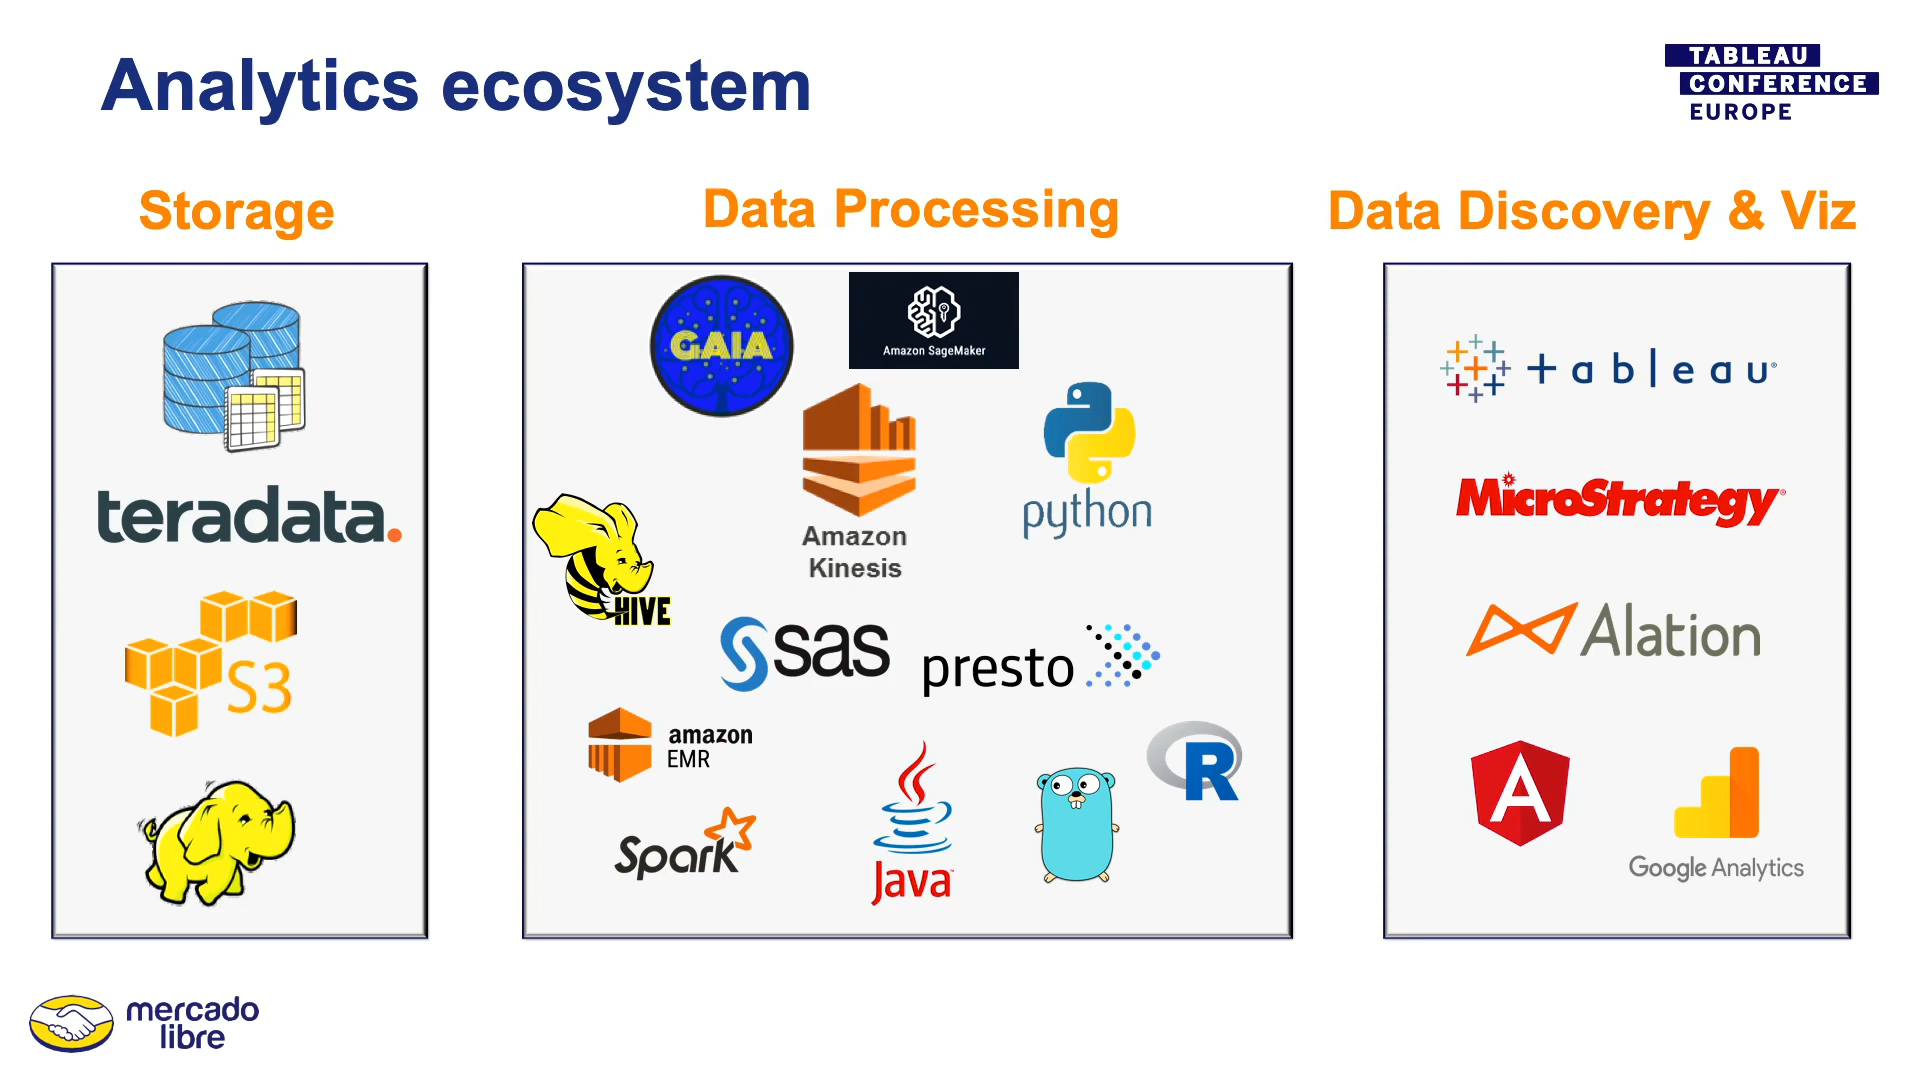 Analytics ecosystem
TABLEAU
CONFERENCE
EUROPE
Storage
teradata.
S3
Data Processing
GAIA
Amazon SageMaker
Amazon
Kinesis
python
HIVE
sas
presto
amazon
EMR
R
Spark
Java
Data Discovery & Viz
+ableau
MicroStrategy
Alation
A
Google Analytics
mercado
libre